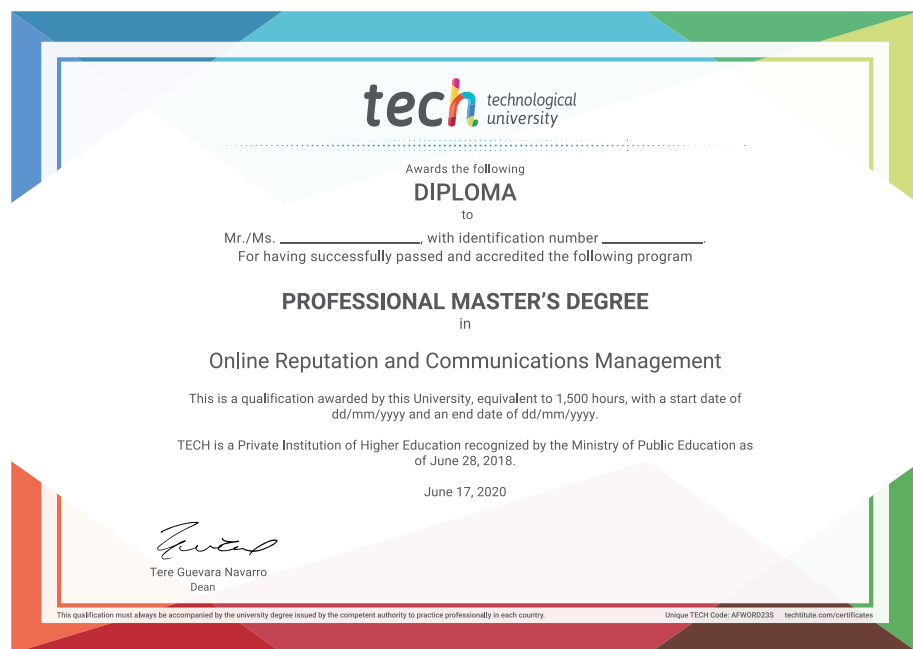 tech technological
university
Awards the following
DIPLOMA
to
Mr./Ms. ____________________, with identification number ______________.
For having successfully passed and accredited the following program
PROFESSIONAL MASTER'S DEGREE
in
Online Reputation and Communications Management
This is a qualification awarded by this University, equivalent to 1,500 hours, with a start date of
dd/mm/yyyy and an end date of dd/mm/yyyy.
TECH is a Private Institution of Higher Education recognized by the Ministry of Public Education as
of June 28, 2018.
June 17, 2020
Tere Guevara Navarro
Dean
This qualification must always be accompanied by the university degree issued by the competent authority to practice professionally in each country.
Unique TECH Code: AFWORD23S techtitute.com/certificates